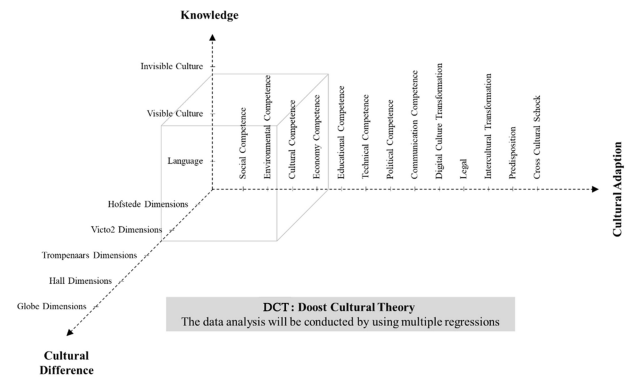 Knowledge
Invisible Culture
Visible Culture
Language
Social Competence
Environmental Competence
Cultural Competence
Economy Competence
Educational Competence
Technical Competence
Political Competence
Communication Competence
Digital Culture Transformation
Legal
Intercultural Transformation
Predisposition
Cross Cultural Schock
Cultural Adaption
Hofstede Dimensions
Victo2 Dimensions
Trompenaars Dimensions
Hall Dimensions
Globe Dimensions
Cultural
Difference
DCT : Doost Cultural Theory
The data analysis will be conducted by using multiple regressions